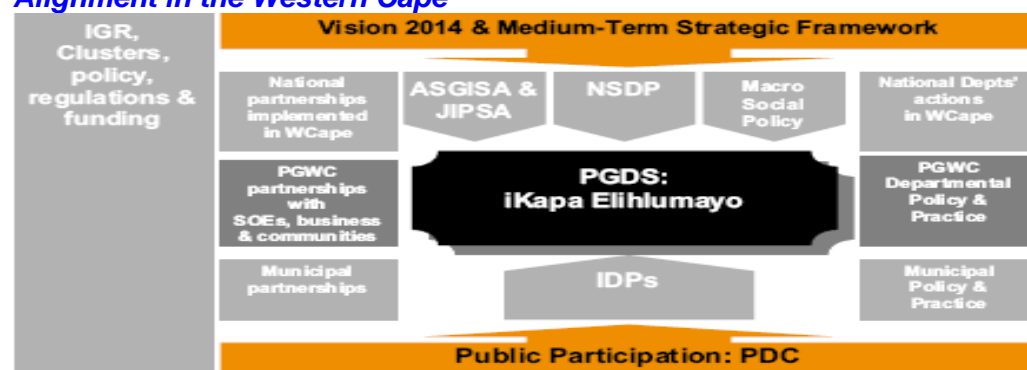 Alignment in the Western Cape
IGR,
Clusters,
policy,
regulations &
funding
Vision 2014 & Medium-Term Strategic Framework
National
partnerships
implemented
in WCape
ASGISA &
JIPSA
NSDP
Macro
Social
Policy
National Depts'
actions
in WCape
PGWC
partnerships
with
SOEs, business
& communities
PGDS:
iKapa Elihlumayo
PGWC
Departmental
Policy &
Practice
Municipal
partnerships
IDPs
Municipal
Policy &
Practice
Public Participation: PDC